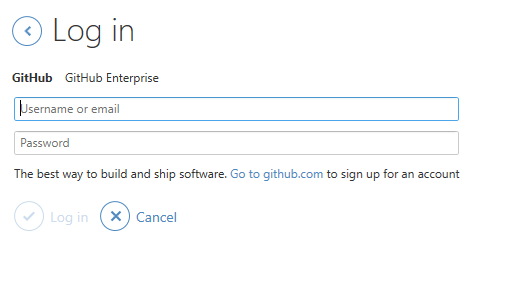 Log in
GitHub GitHub Enterprise
Username or email
Password
The best way to build and ship software. Go to github.com to sign up for an account
Log in Cancel